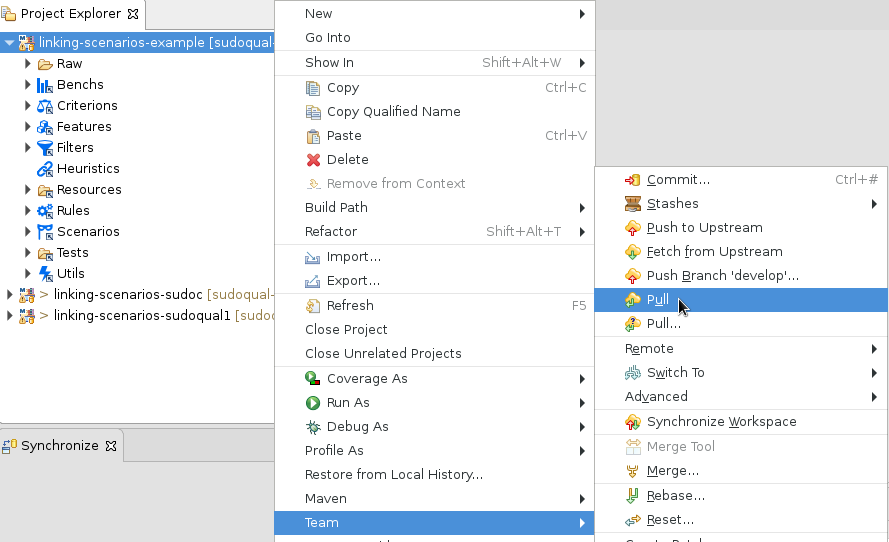 Project Explorer
linking-scenarios-example [sudoqual-
Raw
Benchs
Criterions
Features
Filters
Heuristics
Resources
Rules
Scenarios
Tests
Utils
> linking-scenarios-sudoc [sudoqual-
> linking-scenarios-sudoqual1 [sudoc
Synchronize
New
Go Into
Show In Shift+Alt+W
Copy Ctrl+C
Copy Qualified Name
Paste Ctrl+V
Delete
Remove from Context
Build Path
Refactor Shift+Alt+T
Import...
Export...
Refresh F5
Close Project
Close Unrelated Projects
Coverage As
Run As
Debug As
Profile As
Restore from Local History...
Maven
Team
Commit... Ctrl+#
Stashes
Push to Upstream
Fetch from Upstream
Push Branch 'develop'...
Pull
Pull...
Remote
Switch To
Advanced
Synchronize Workspace
Merge Tool
Merge...
Rebase...
Reset...